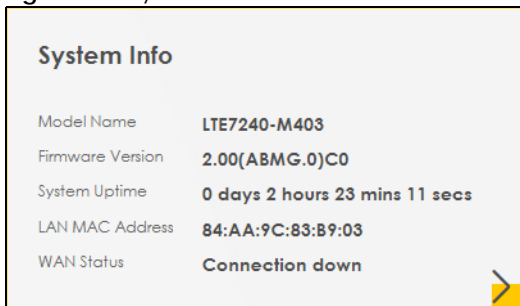 System Info
Model Name LTE7240-M403
Firmware Version 2.00(ABMG.0)C0
System Uptime 0 days 2 hours 23 mins 11 secs
LAN MAC Address 84:AA:9C:83:B9:03
WAN Status Connection down